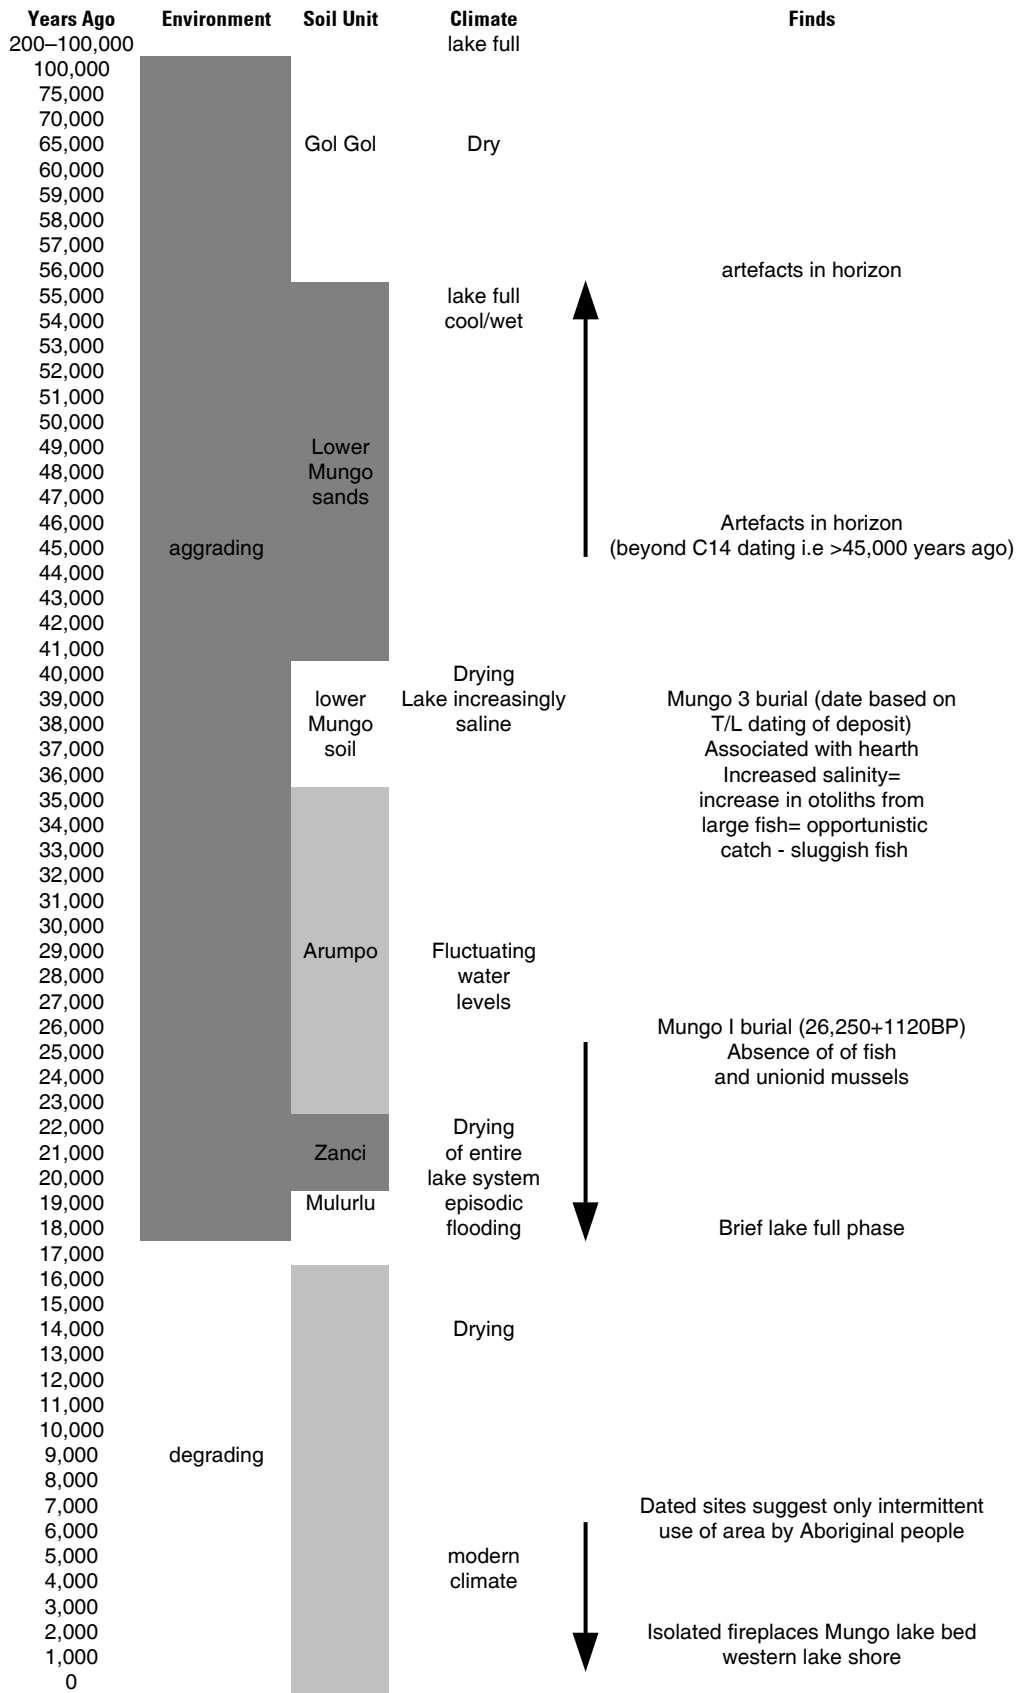 Years Ago Environment Soil Unit Climate Finds
200–100,000 lake full
100,000
75,000
70,000
65,000 Gol Gol Dry
60,000
59,000
58,000
57,000
56,000 artefacts in horizon
55,000 lake full
54,000 cool/wet
53,000
52,000
51,000
50,000
49,000 Lower
48,000 Mungo
47,000 sands
46,000 Artefacts in horizon
45,000 aggrading (beyond C14 dating i.e >45,000 years ago)
44,000
43,000
42,000
41,000
40,000 Drying
39,000 lower Lake increasingly Mungo 3 burial (date based on
38,000 Mungo saline T/L dating of deposit)
37,000 soil Associated with hearth
36,000 Increased salinity=
35,000 increase in otoliths from
34,000 large fish= opportunistic
33,000 catch - sluggish fish
32,000
31,000
30,000
29,000 Arumpo Fluctuating
28,000 water
27,000 levels
26,000 Mungo I burial (26,250+1120BP)
25,000 Absence of of fish
24,000 and unionid mussels
23,000
22,000 Drying
21,000 Zanci of entire
20,000 lake system
19,000 Mulurlu episodic
18,000 flooding Brief lake full phase
17,000
16,000
15,000
14,000 Drying
13,000
12,000
11,000
10,000
9,000 degrading
8,000
7,000 Dated sites suggest only intermittent
6,000 use of area by Aboriginal people
5,000 modern
4,000 climate
3,000
2,000 Isolated fireplaces Mungo lake bed
1,000 western lake shore
0